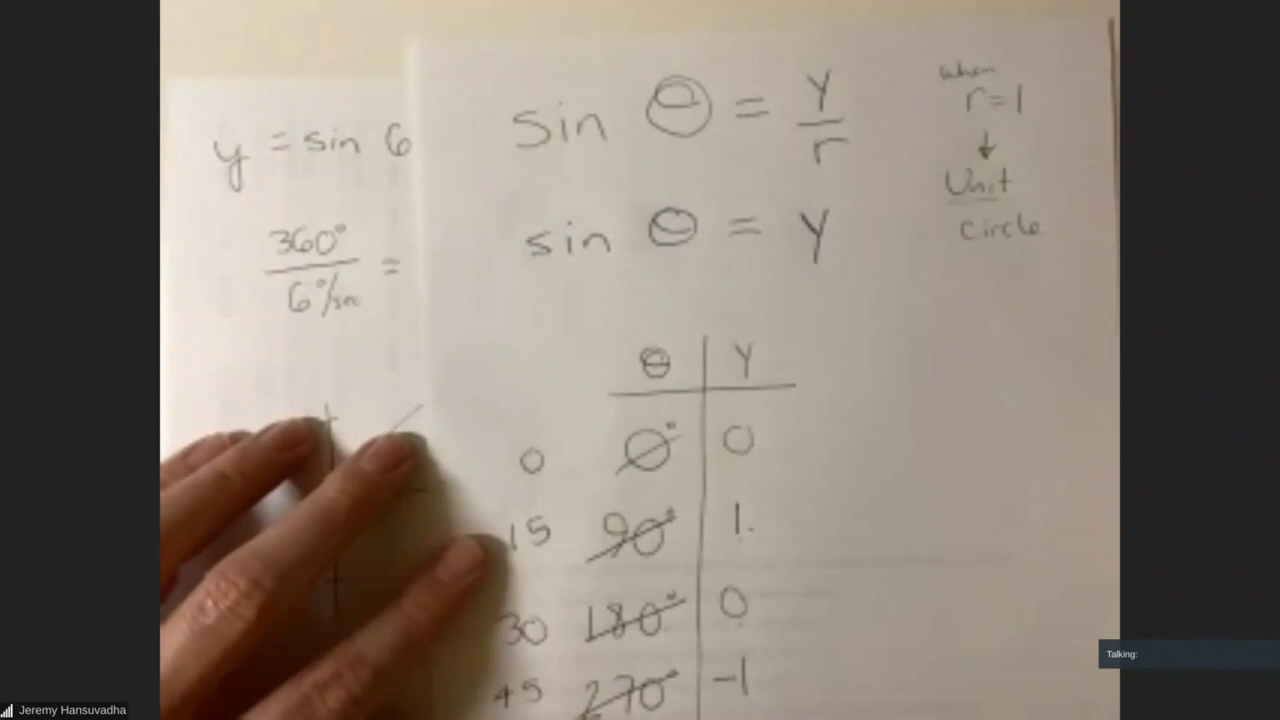 y = sin 6
360°
6°/sec =
sin θ = y/r
sin θ = y
when
r=1
↓
Unit
circle
θ | y
0 0° 0
15 90° 1.
30 180° 0
45 270° -1
Talking:
Jeremy Hansuvadha